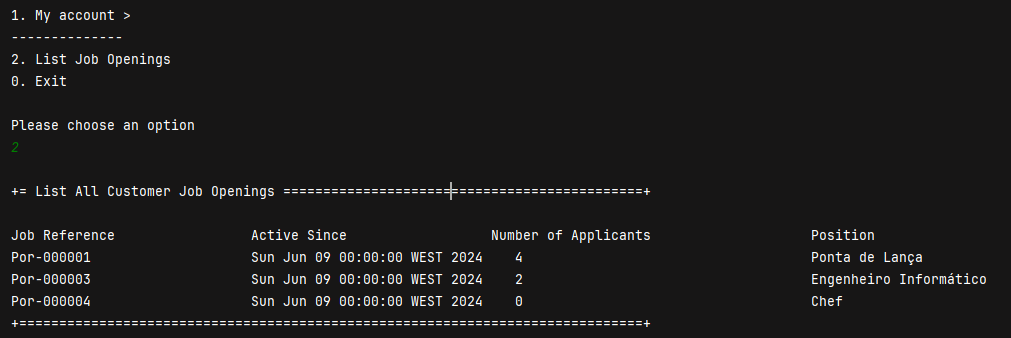 1. My account >
--------------
2. List Job Openings
0. Exit
Please choose an option
2
+= List All Customer Job Openings =============================================+
Job Reference                 Active Since                  Number of Applicants                    Position
Por-000001                    Sun Jun 09 00:00:00 WEST 2024    4                                    Ponta de Lança
Por-000003                    Sun Jun 09 00:00:00 WEST 2024    2                                    Engenheiro Informático
Por-000004                    Sun Jun 09 00:00:00 WEST 2024    0                                    Chef
+==============================================================================+